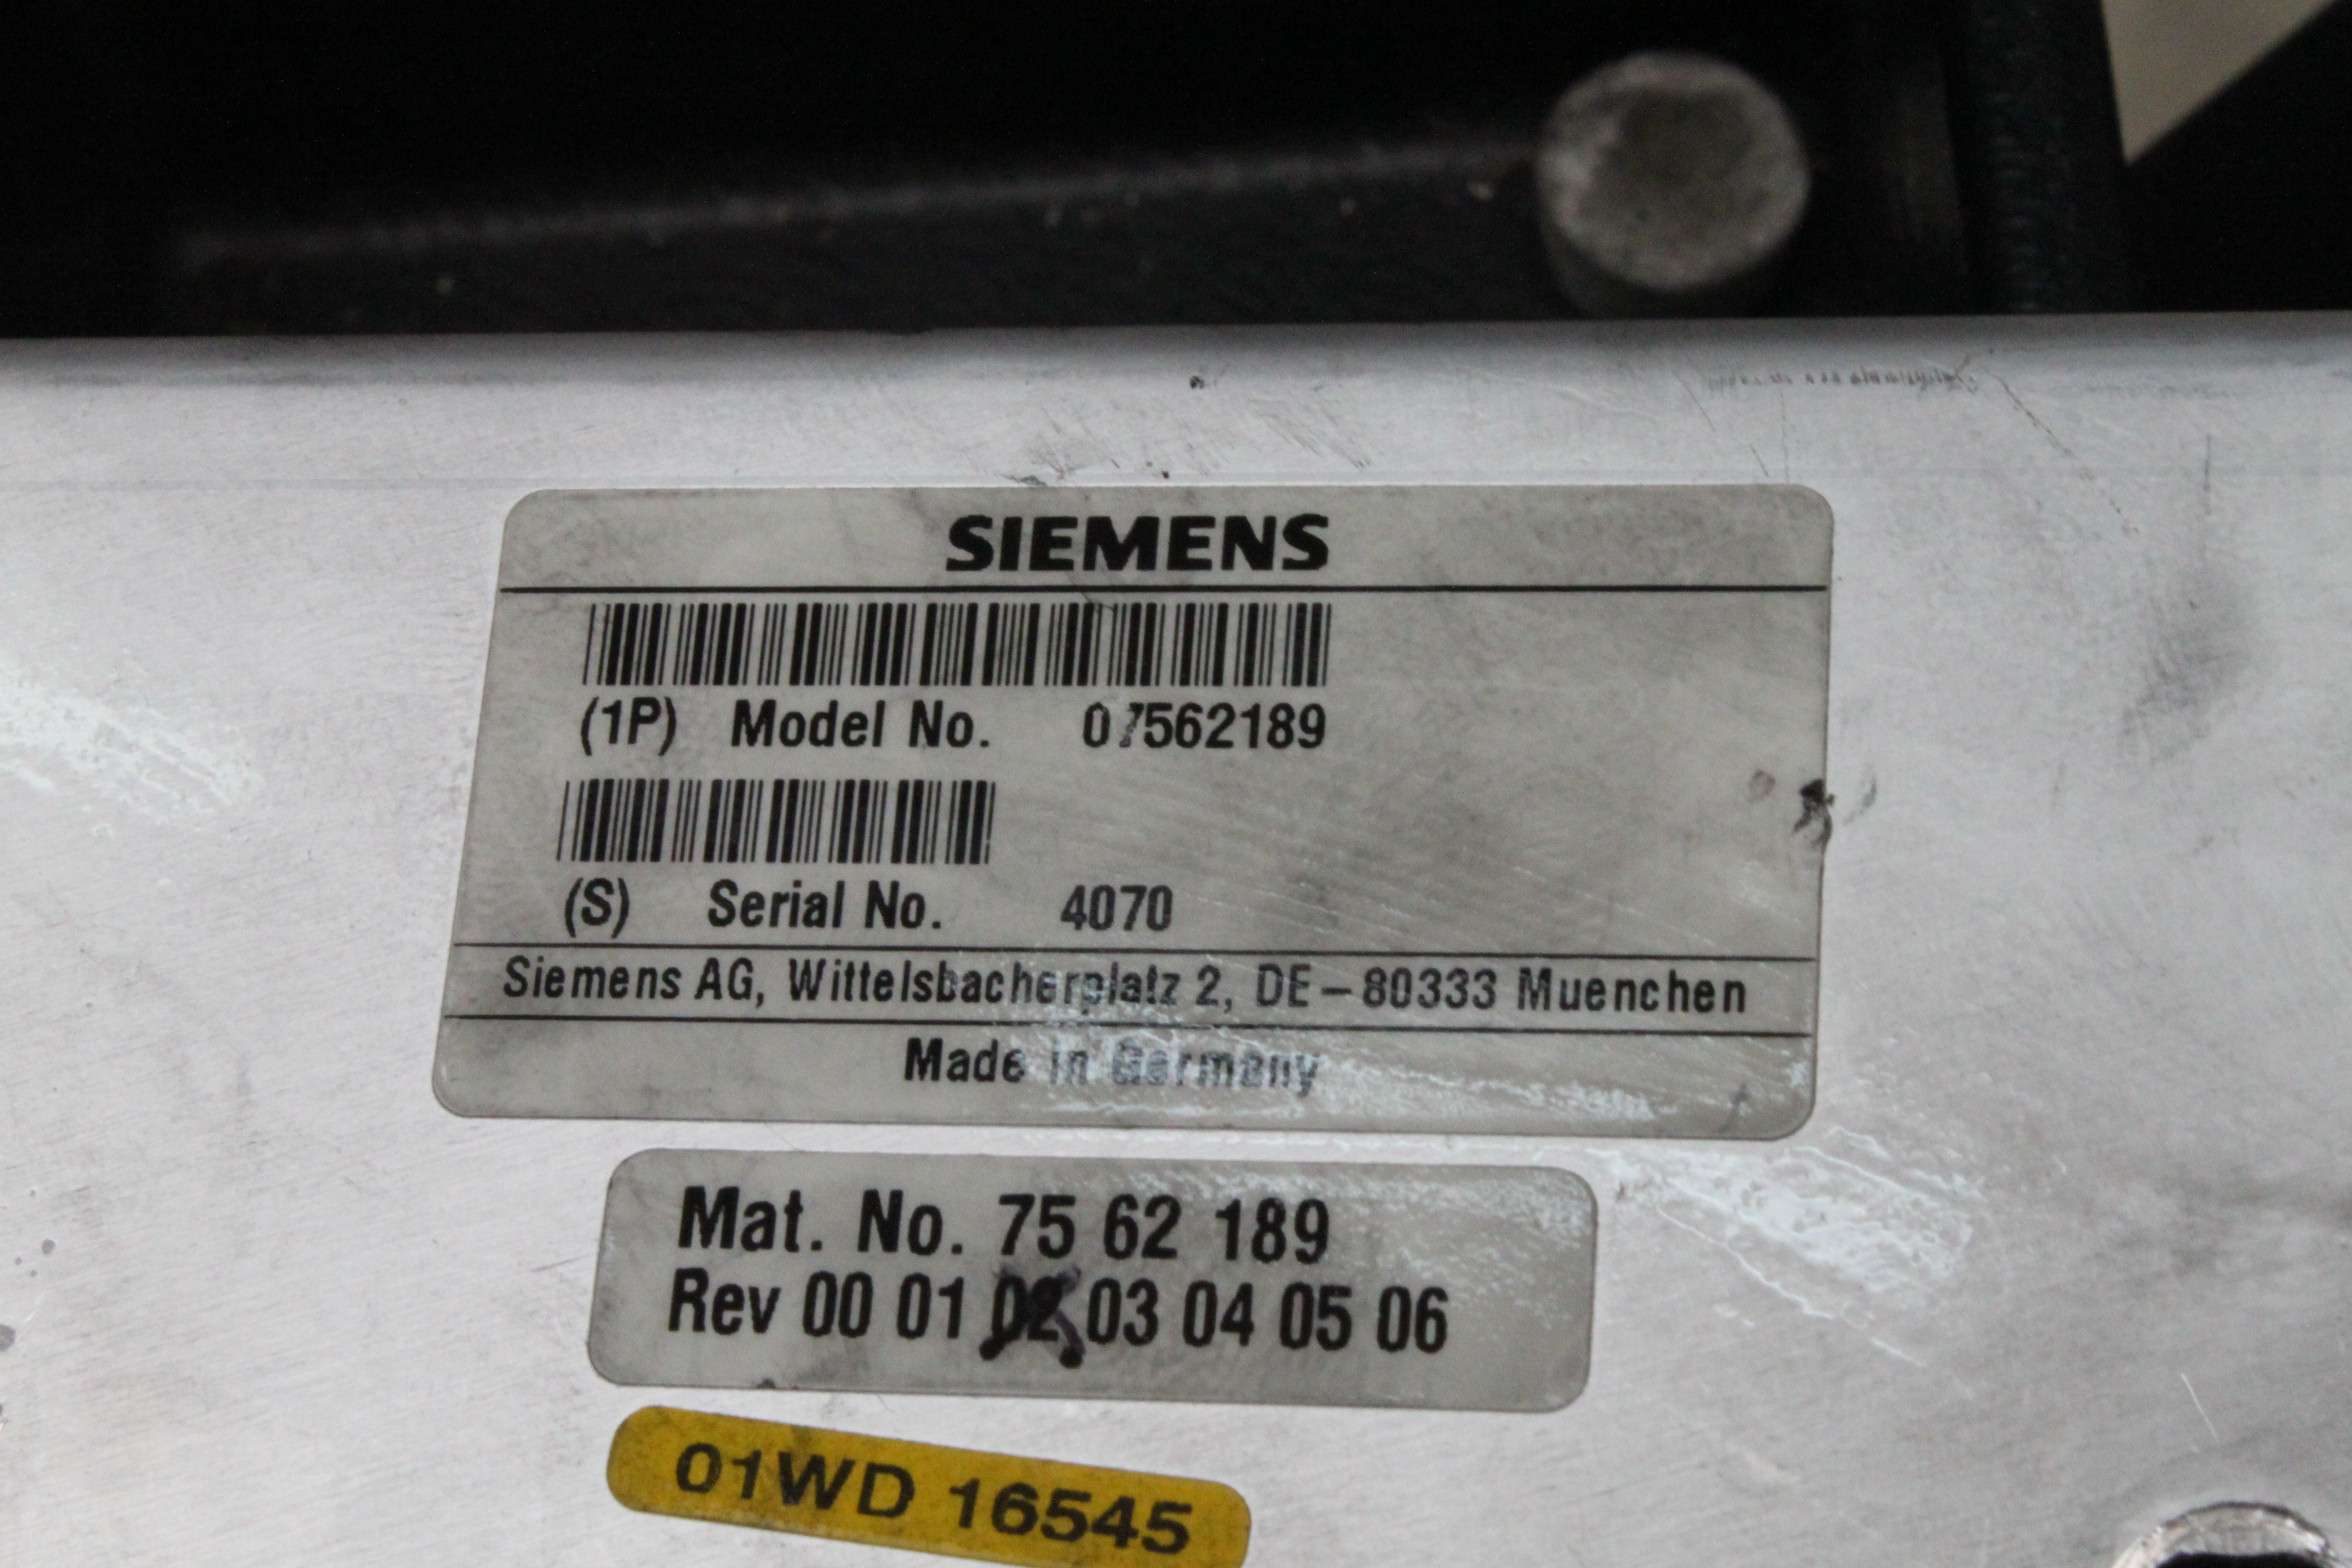 SIEMENS
(1P) Model No. 07562189
(S) Serial No. 4070
Siemens AG, Wittelsbacherplatz 2, DE-80333 Muenchen
Made in Germany
Mat. No. 75 62 189
Rev 00 01 02 03 04 05 06
01WD 16545